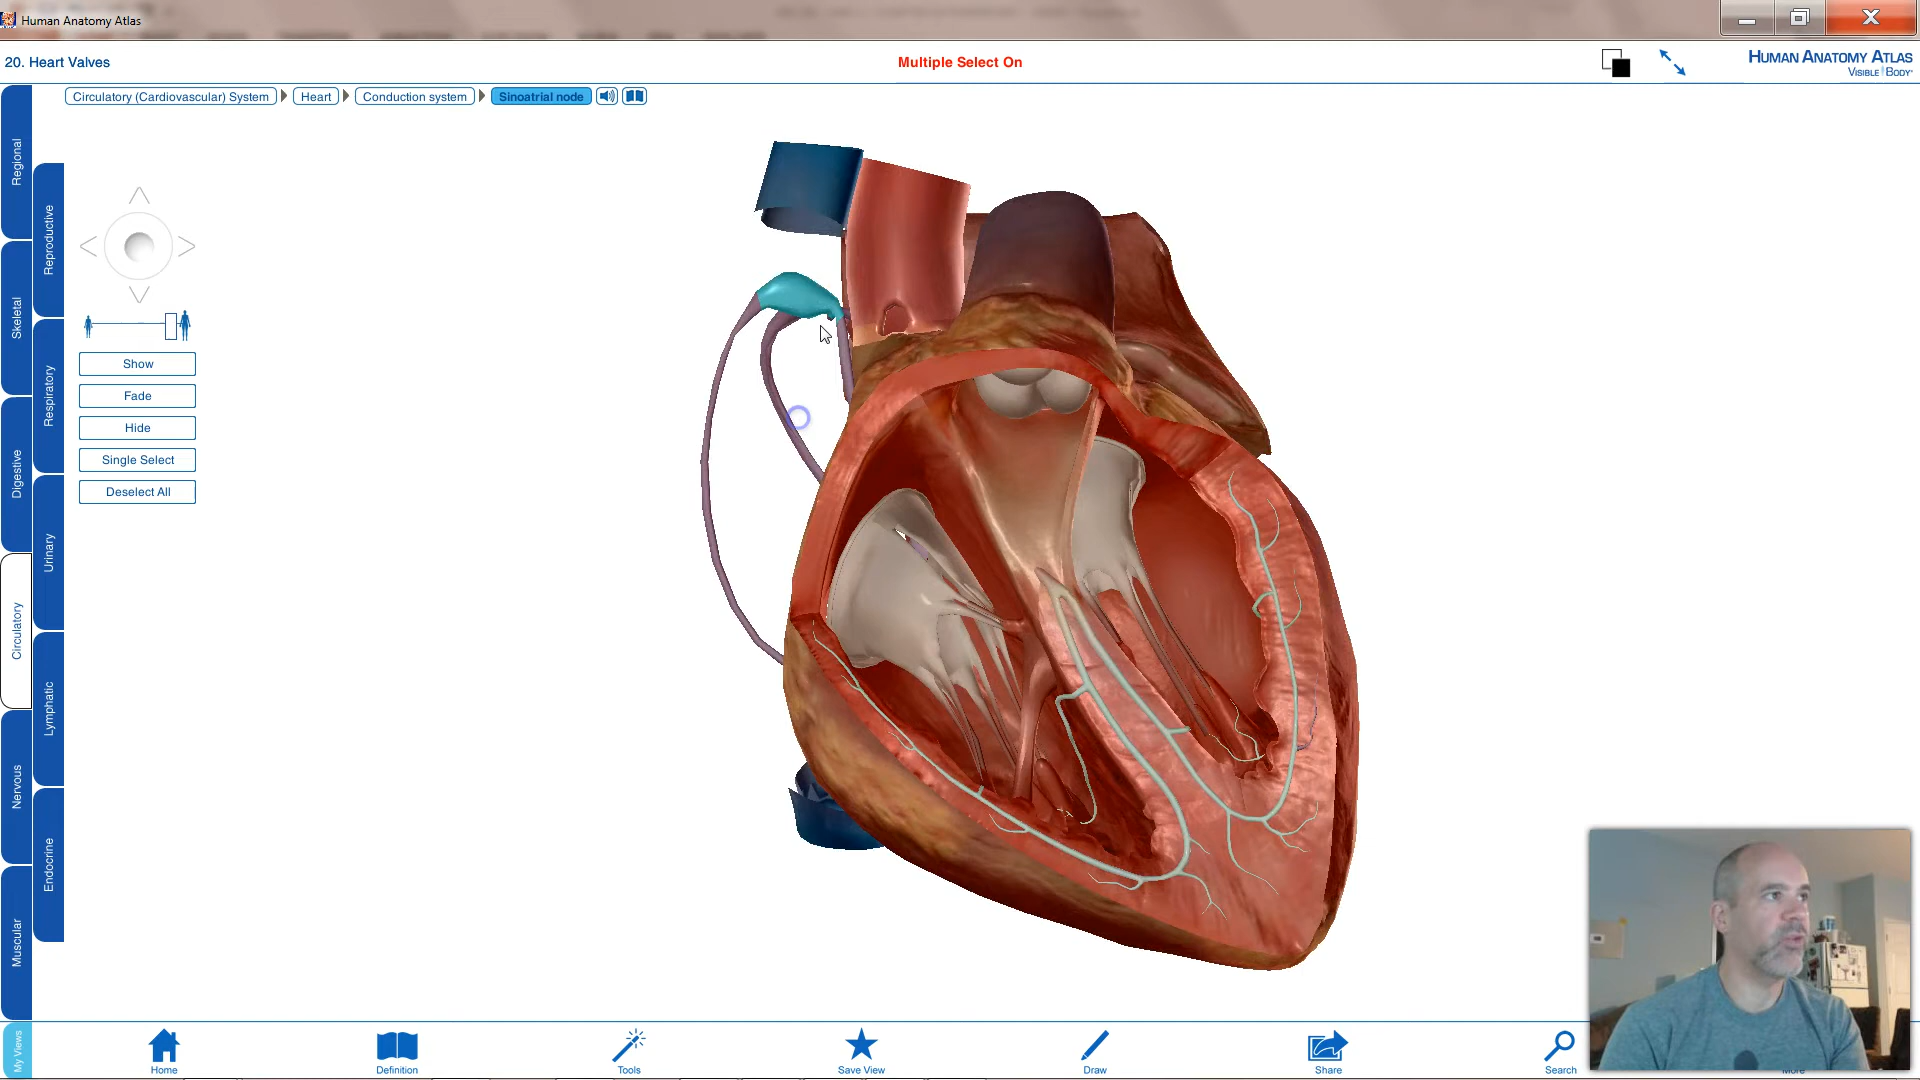 Human Anatomy Atlas
20. Heart Valves
Multiple Select On
HUMAN ANATOMY ATLAS
VISIBLE BODY®
Circulatory (Cardiovascular) System
Heart
Conduction system
Sinoatrial node
Regional
Skeletal
Digestive
Circulatory
Nervous
Muscular
My Views
Reproductive
Respiratory
Urinary
Lymphatic
Endocrine
Show
Fade
Hide
Single Select
Deselect All
Home
Definition
Tools
Save View
Draw
Share
Search
More